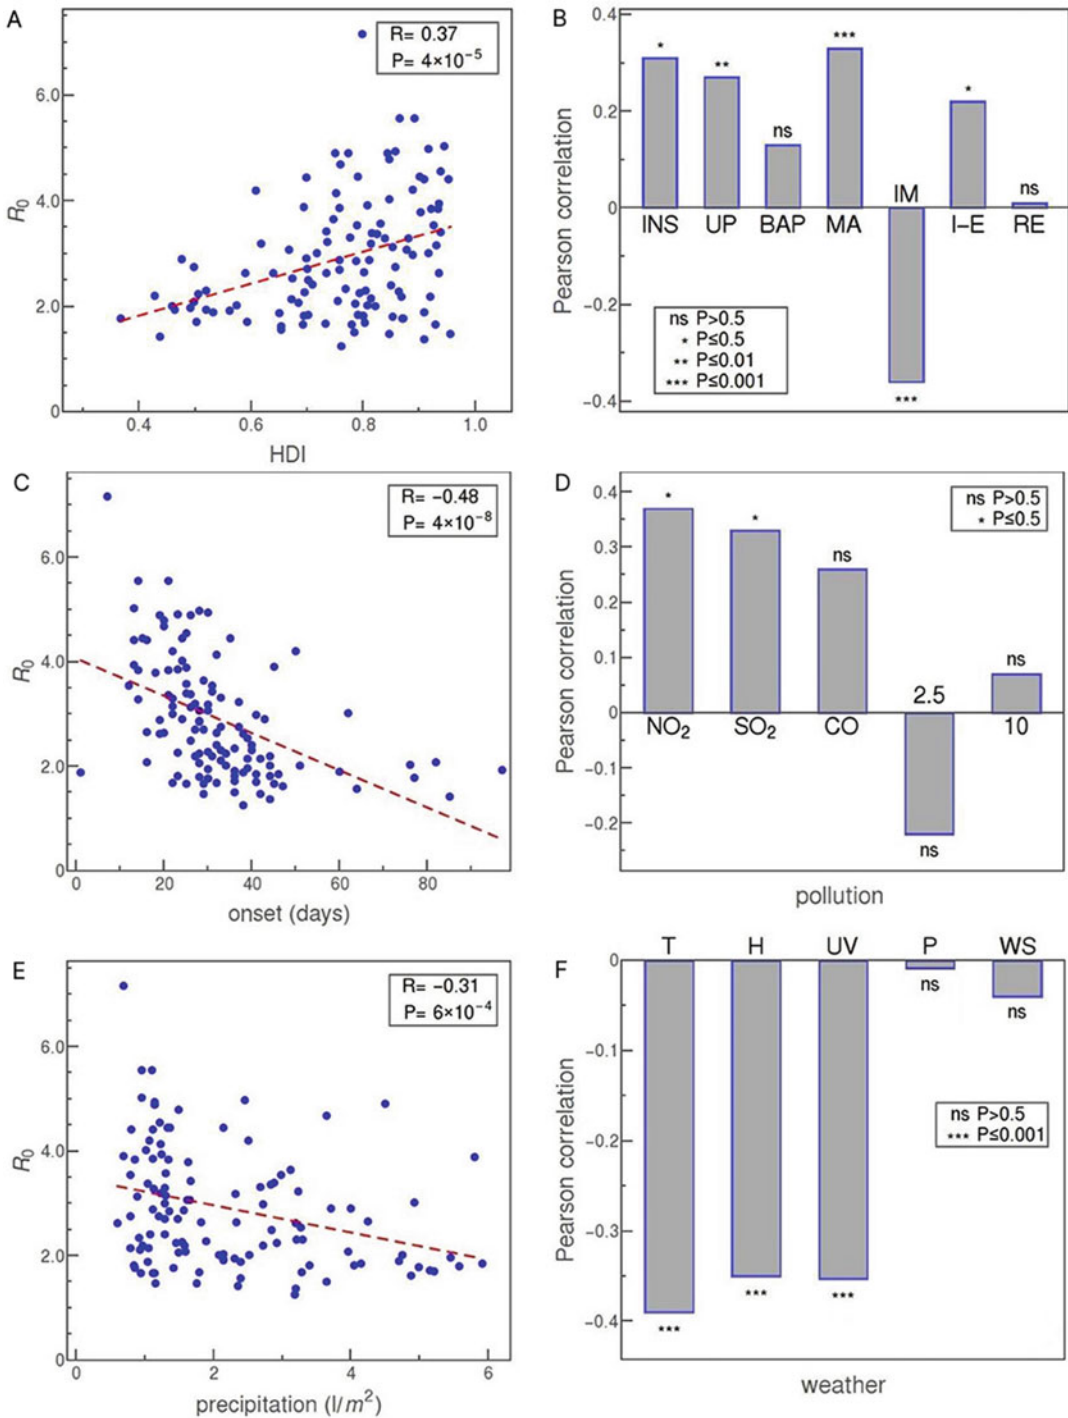 A
R= 0.37
P= 4×10⁻⁵
R₀
6.0
4.0
2.0
0
0.4
0.6
0.8
1.0
HDI
B
Pearson correlation
0.4
0.2
0
−0.2
−0.4
*
**
ns
***
IM
*
ns
INS
UP
BAP
MA
I−E
RE
***
ns P>0.5
* P≤0.5
** P≤0.01
*** P≤0.001
C
R= −0.48
P= 4×10⁻⁸
R₀
6.0
4.0
2.0
0
0
20
40
60
80
onset (days)
D
Pearson correlation
0.4
0.3
0.2
0.1
0
−0.1
−0.2
ns P>0.5
* P≤0.5
*
*
ns
2.5
ns
NO₂
SO₂
CO
10
ns
pollution
E
R= −0.31
P= 6×10⁻⁴
R₀
6.0
4.0
2.0
0
0
2
4
6
precipitation (l/m²)
T
H
UV
P
WS
F
Pearson correlation
0
−0.1
−0.2
−0.3
−0.4
ns
ns
ns P>0.5
*** P≤0.001
***
***
***
weather